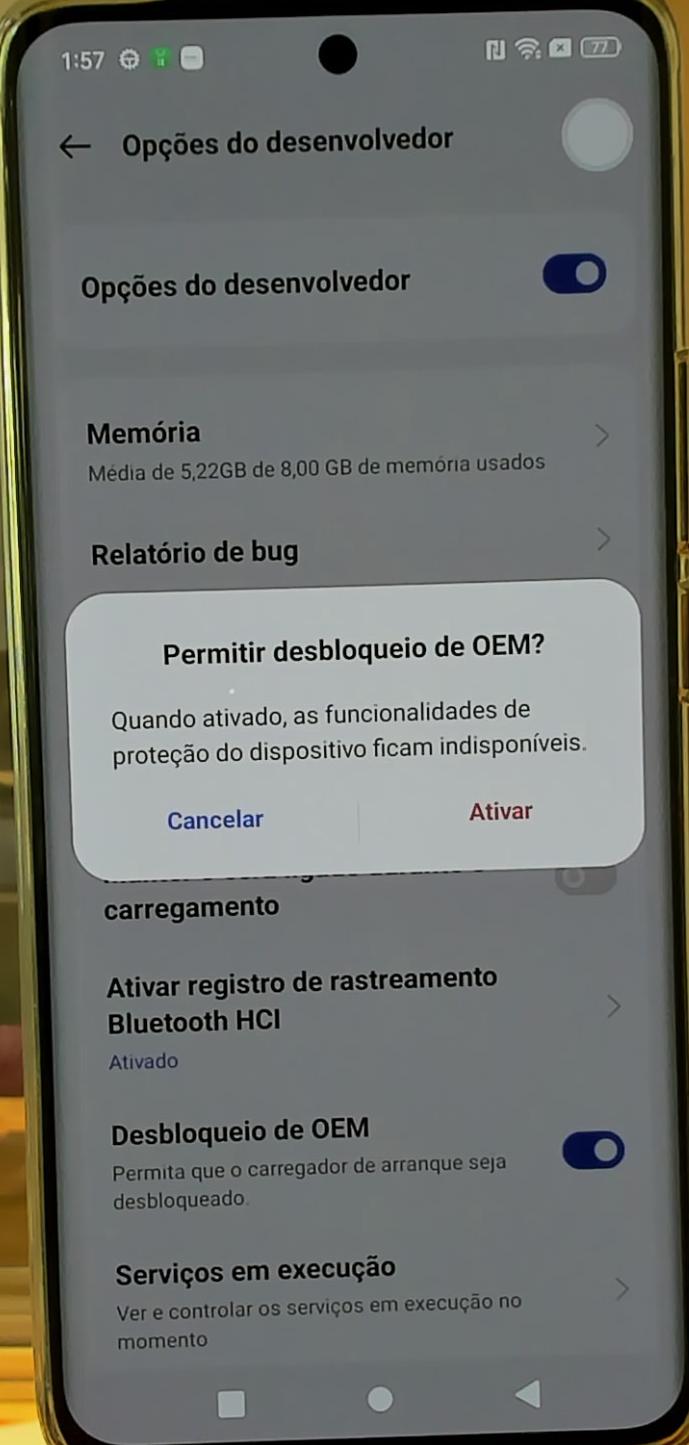 1:57
77
Opções do desenvolvedor
Opções do desenvolvedor
Memória
Média de 5,22GB de 8,00 GB de memória usados
Relatório de bug
Permitir desbloqueio de OEM?
Quando ativado, as funcionalidades de
proteção do dispositivo ficam indisponíveis.
Cancelar
Ativar
carregamento
Ativar registro de rastreamento
Bluetooth HCI
Ativado
Desbloqueio de OEM
Permita que o carregador de arranque seja
desbloqueado.
Serviços em execução
Ver e controlar os serviços em execução no
momento